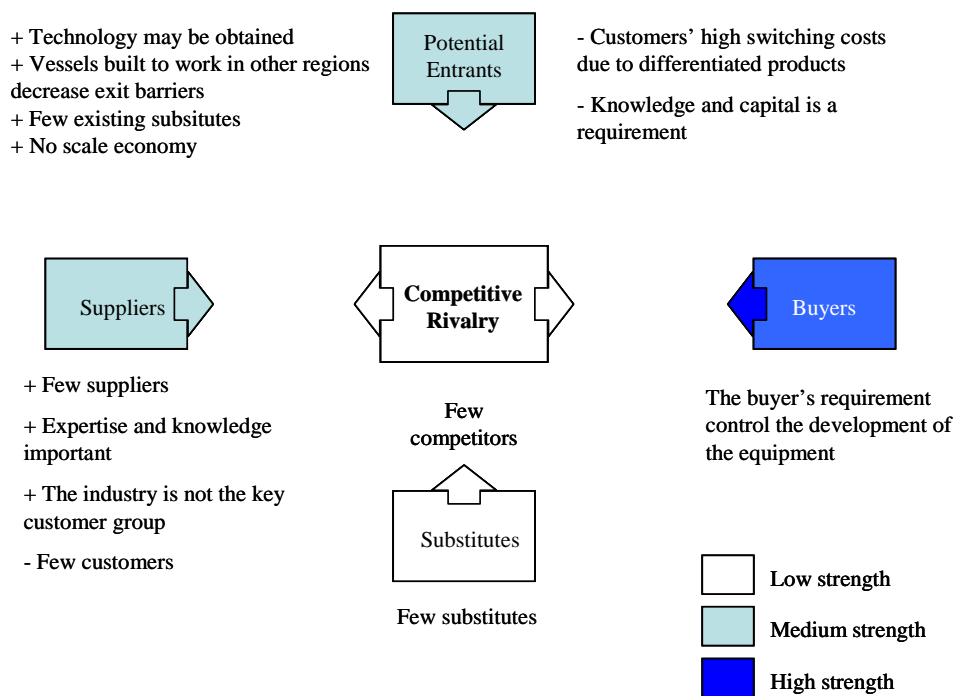 + Technology may be obtained
+ Vessels built to work in other regions
decrease exit barriers
+ Few existing subsitutes
+ No scale economy
Potential
Entrants
- Customers’ high switching costs
due to differentiated products
- Knowledge and capital is a
requirement
Suppliers
Competitive
Rivalry
Buyers
+ Few suppliers
+ Expertise and knowledge
important
+ The industry is not the key
customer group
- Few customers
Few
competitors
The buyer’s requirement
control the development of
the equipment
Substitutes
Few substitutes
Low strength
Medium strength
High strength